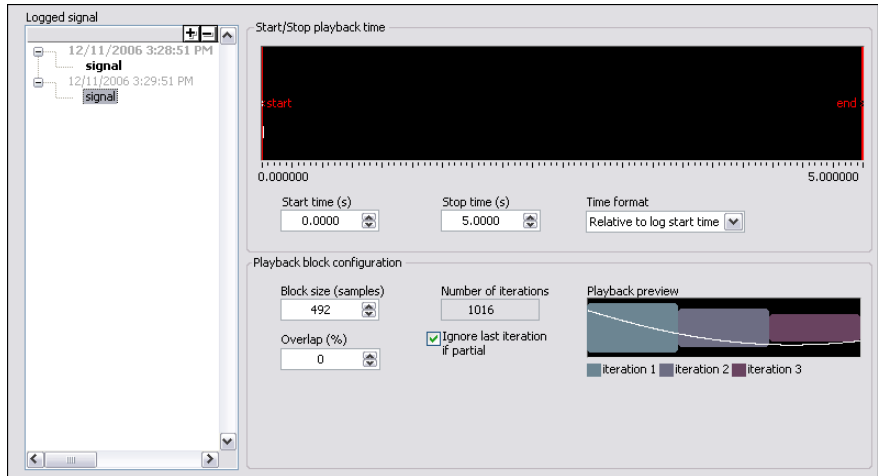 Logged signal
12/11/2006 3:28:51 PM
signal
12/11/2006 3:29:51 PM
signal
Start/Stop playback time
start
end
0.000000
5.000000
Start time (s)
Stop time (s)
Time format
0.0000
5.0000
Relative to log start time
Playback block configuration
Block size (samples)
Number of iterations
Playback preview
492
1016
Overlap (%)
Ignore last iteration
if partial
0
iteration 1
iteration 2
iteration 3